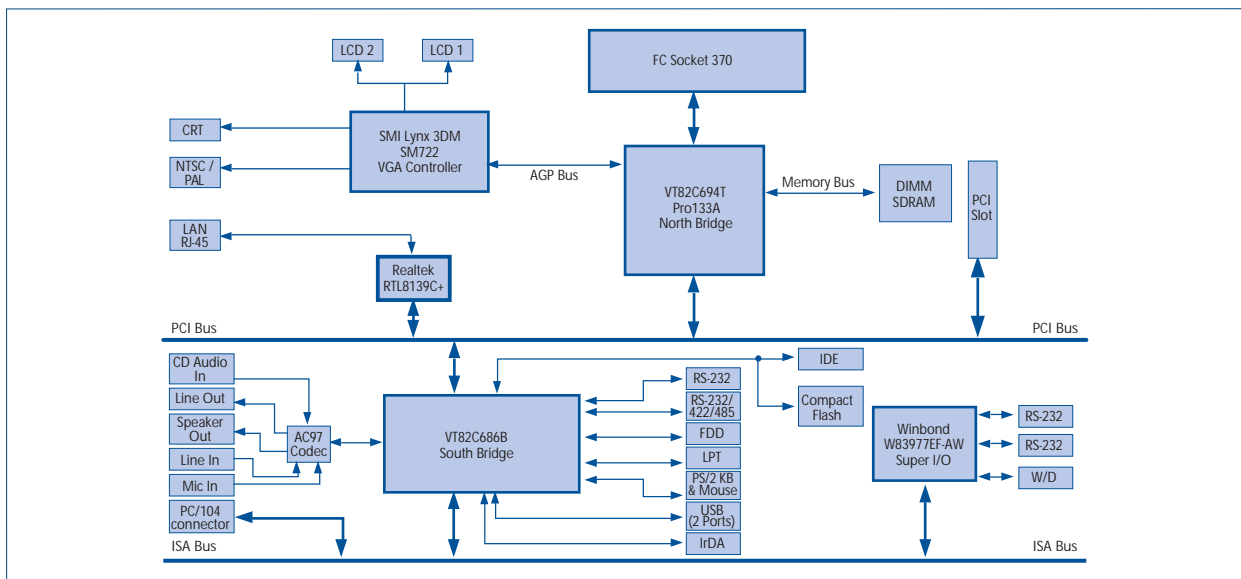 LCD 2
LCD 1
FC Socket 370
CRT
SMI Lynx 3DM
SM722
VGA Controller
NTSC /
PAL
AGP Bus
VT82C694T
Pro133A
North Bridge
Memory Bus
DIMM
SDRAM
PCI
Slot
LAN
RJ-45
Realtek
RTL8139C+
PCI Bus
PCI Bus
CD Audio
In
Line Out
Speaker
Out
Line In
Mic In
PC/104
connector
AC97
Codec
VT82C686B
South Bridge
IDE
Compact
Flash
RS-232
RS-232/
422/485
FDD
LPT
PS/2 KB
& Mouse
USB
(2 Ports)
IrDA
Winbond
W83977EF-AW
Super I/O
RS-232
RS-232
W/D
ISA Bus
ISA Bus